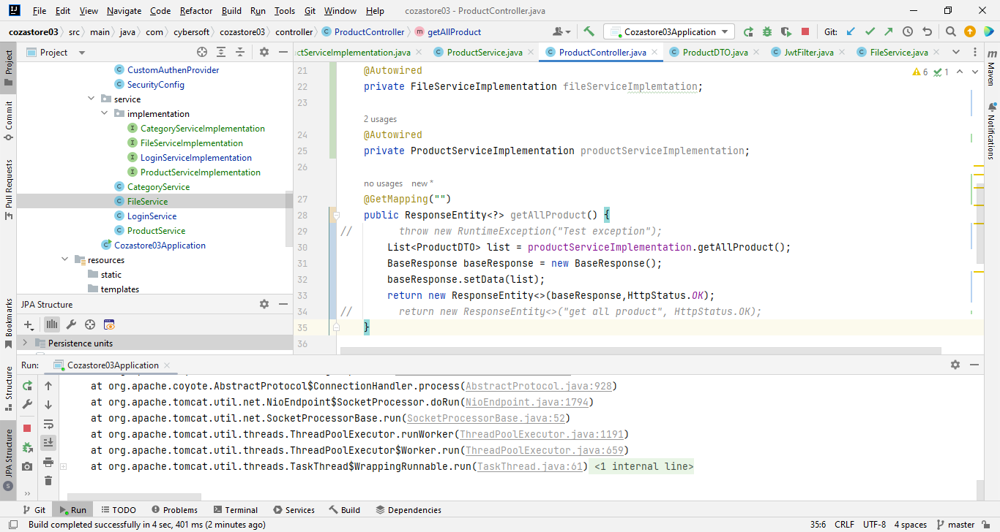 File Edit View Navigate Code Refactor Build Run Tools Git Window Help cozastore03 - ProductController.java
cozastore03 src main java com cybersoft cozastore03 controller ProductController getAllProduct Cozastore03Application Git:
Project
ctServiceImplementation.java ProductService.java ProductController.java ProductDTO.java JwtFilter.java FileService.java
CustomAuthenProvider
SecurityConfig
service
implementation
CategoryServiceImplementation
FileServiceImplementation
LoginServiceImplementation
ProductServiceImplementation
CategoryService
FileService
LoginService
ProductService
Cozastore03Application
resources
static
templates
JPA Structure
Persistence units
6 1
21 @Autowired
22 private FileServiceImplementation fileServiceImplemtation;
23
2 usages
24 @Autowired
25 private ProductServiceImplementation productServiceImplementation;
26
no usages new *
27 @GetMapping("")
28 public ResponseEntity<?> getAllProduct() {
29 // throw new RuntimeException("Test exception");
30 List<ProductDTO> list = productServiceImplementation.getAllProduct();
31 BaseResponse baseResponse = new BaseResponse();
32 baseResponse.setData(list);
33 return new ResponseEntity<>(baseResponse,HttpStatus.OK);
34 // return new ResponseEntity<>("get all product", HttpStatus.OK);
35 }
36
Project
Commit
Pull Requests
Bookmarks
Structure
JPA Structure
Maven
Notifications
Run: Cozastore03Application
at org.apache.coyote.AbstractProtocol$ConnectionHandler.process(AbstractProtocol.java:928)
at org.apache.tomcat.util.net.NioEndpoint$SocketProcessor.doRun(NioEndpoint.java:1794)
at org.apache.tomcat.util.net.SocketProcessorBase.run(SocketProcessorBase.java:52)
at org.apache.tomcat.util.threads.ThreadPoolExecutor.runWorker(ThreadPoolExecutor.java:1191)
at org.apache.tomcat.util.threads.ThreadPoolExecutor$Worker.run(ThreadPoolExecutor.java:659)
at org.apache.tomcat.util.threads.TaskThread$WrappingRunnable.run(TaskThread.java:61) <1 internal line>
Git Run TODO Problems Terminal Services Build Dependencies
Build completed successfully in 4 sec, 401 ms (2 minutes ago) 35:6 CRLF UTF-8 4 spaces master